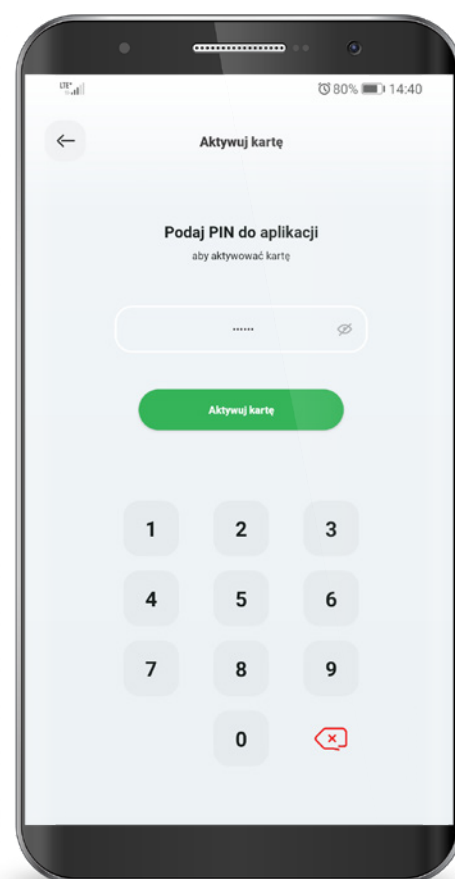 LTE+ 80% 14:40
Aktywuj kartę
Podaj PIN do aplikacji
aby aktywować kartę
······
Aktywuj kartę
1 2 3
4 5 6
7 8 9
0